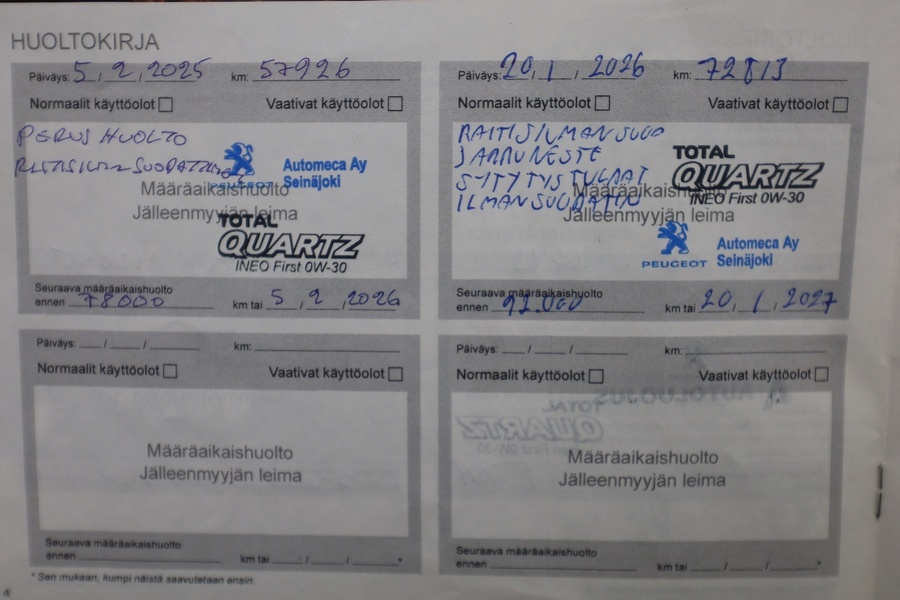 HUOLTOKIRJA
Päiväys: 5, 2, 2025 km: 57926
Normaalit käyttöolot Vaativat käyttöolot
PERUSHUOLTO
PEUGEOT Automeca Ay
Seinäjoki
Määräaikaishuolto
Jälleenmyyjän leima
TOTAL
QUARTZ
INEO First 0W-30
Seuraava määräaikaishuolto
ennen 78000 km tai 5, 2, 2026
Päiväys: 20, 1, 2026 km: 72813
Normaalit käyttöolot Vaativat käyttöolot
RAITISILMANSUOD
JARRUNESTE
SYTYTYSTULPAT
ILMANSUODATIN
TOTAL
QUARTZ
INEO First 0W-30
Määräaikaishuolto
Jälleenmyyjän leima
PEUGEOT Automeca Ay
Seinäjoki
Seuraava määräaikaishuolto
ennen km tai 20, 1, 2027
Päiväys: / / km:
Normaalit käyttöolot Vaativat käyttöolot
Määräaikaishuolto
Jälleenmyyjän leima
Seuraava määräaikaishuolto
ennen km tai / / *
Päiväys: / / km:
Normaalit käyttöolot Vaativat käyttöolot
Määräaikaishuolto
Jälleenmyyjän leima
Seuraava määräaikaishuolto
ennen km tai / / *
* Sen mukaan, kumpi näistä saavutetaan ensin.
4